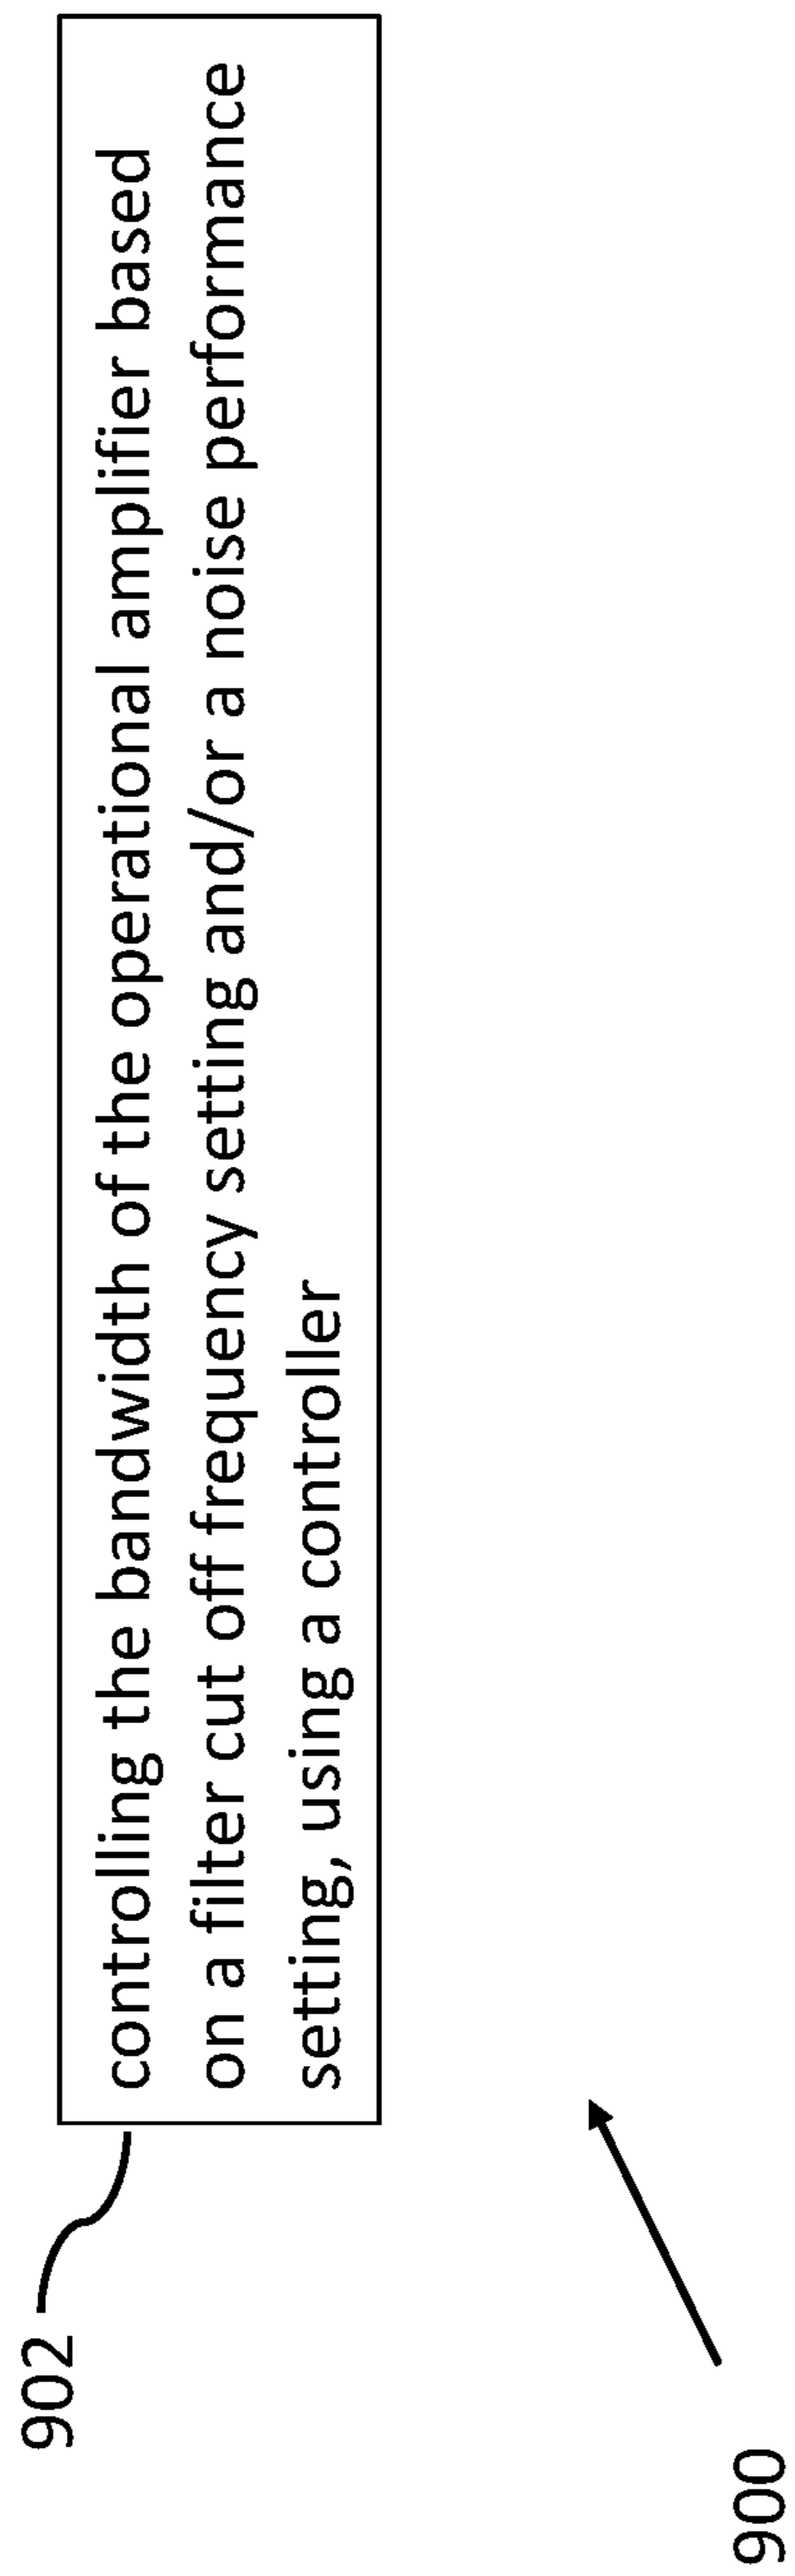 902
controlling the bandwidth of the operational amplifier based
on a filter cut off frequency setting and/or a noise performance
setting, using a controller
900